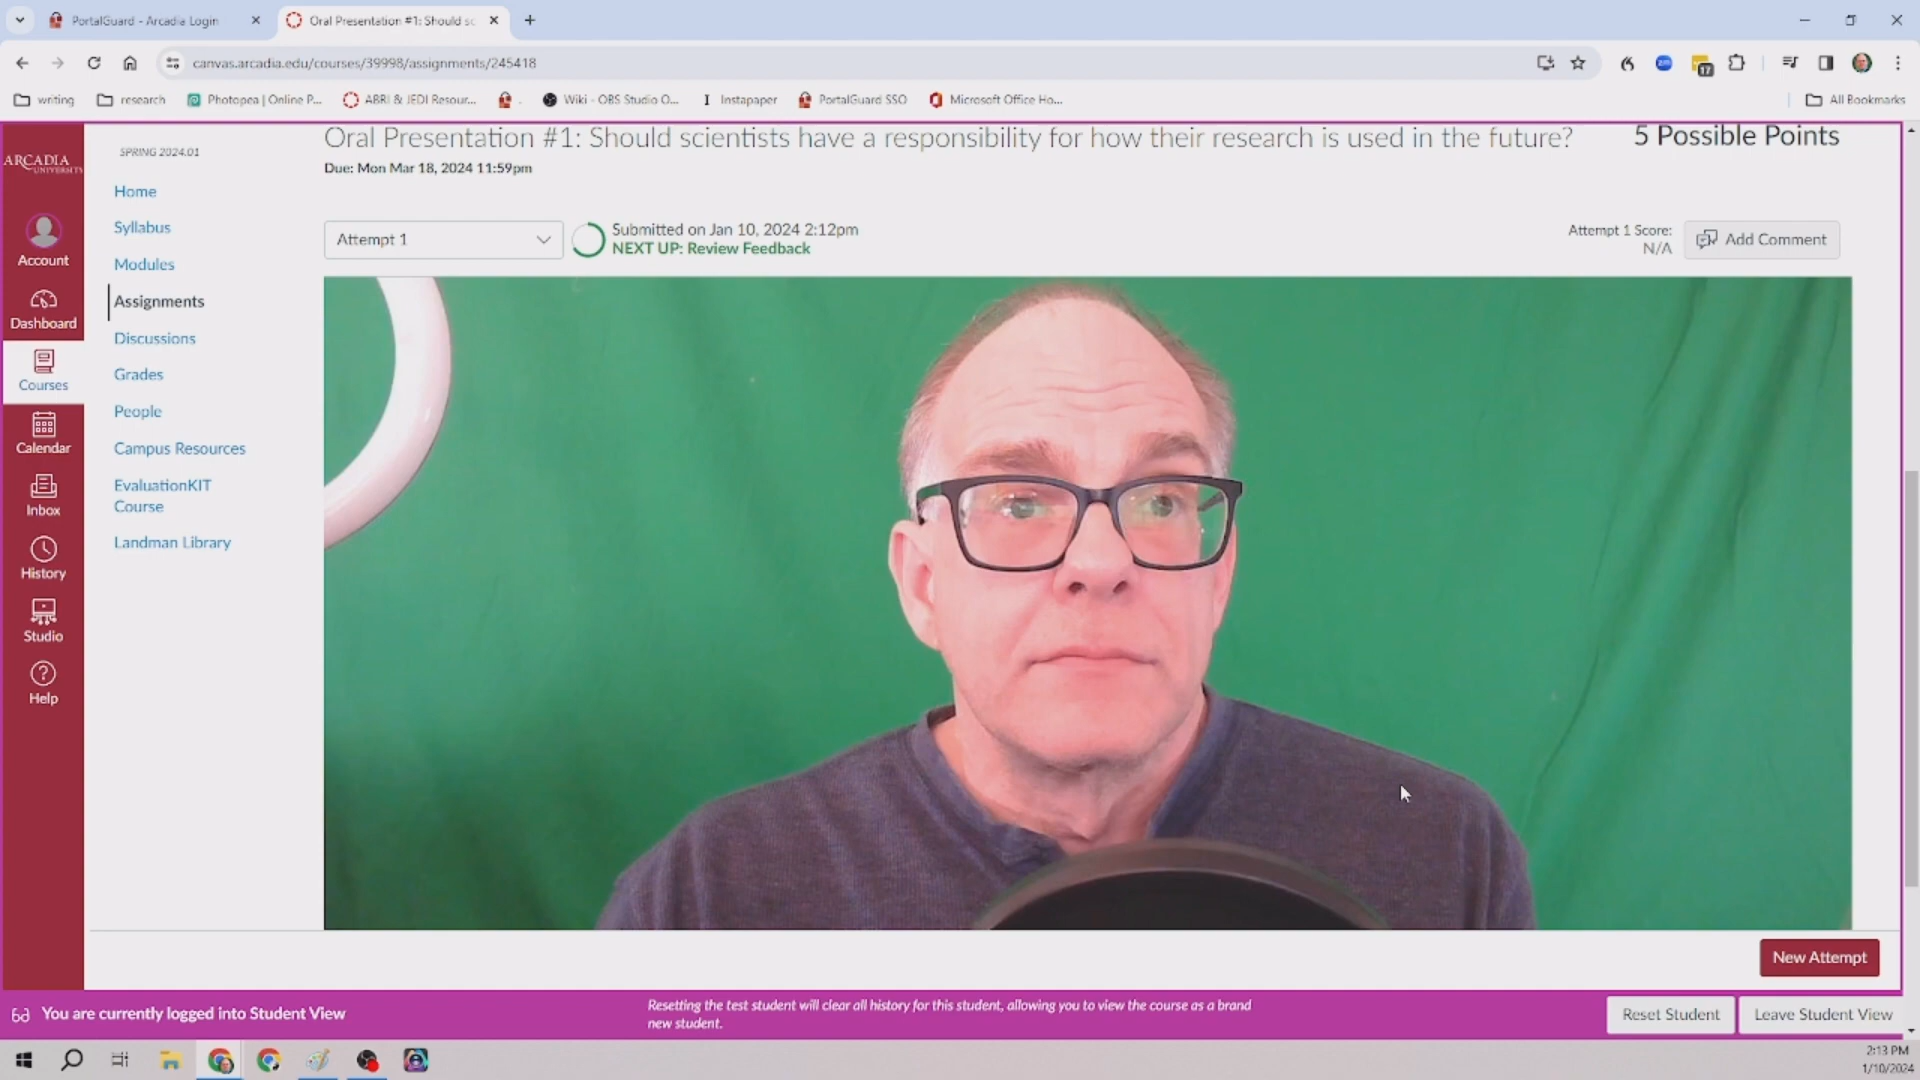 PortalGuard - Arcadia Login
Oral Presentation #1: Should sc
canvas.arcadia.edu/courses/39998/assignments/245418
17
writing
research
Photopea | Online P...
ABRI & JEDI Resour...
.
Wiki - OBS Studio O...
I Instapaper
PortalGuard SSO
Microsoft Office Ho...
All Bookmarks
ARCADIA
UNIVERSITY
Account
Dashboard
Courses
Calendar
Inbox
History
Studio
Help
SPRING 2024.01
Home
Syllabus
Modules
Assignments
Discussions
Grades
People
Campus Resources
EvaluationKIT
Course
Landman Library
Oral Presentation #1: Should scientists have a responsibility for how their research is used in the future?
5 Possible Points
Due: Mon Mar 18, 2024 11:59pm
Attempt 1
Submitted on Jan 10, 2024 2:12pm
NEXT UP: Review Feedback
Attempt 1 Score:
N/A
Add Comment
New Attempt
You are currently logged into Student View
Resetting the test student will clear all history for this student, allowing you to view the course as a brand
new student.
Reset Student
Leave Student View
2:13 PM
1/10/2024